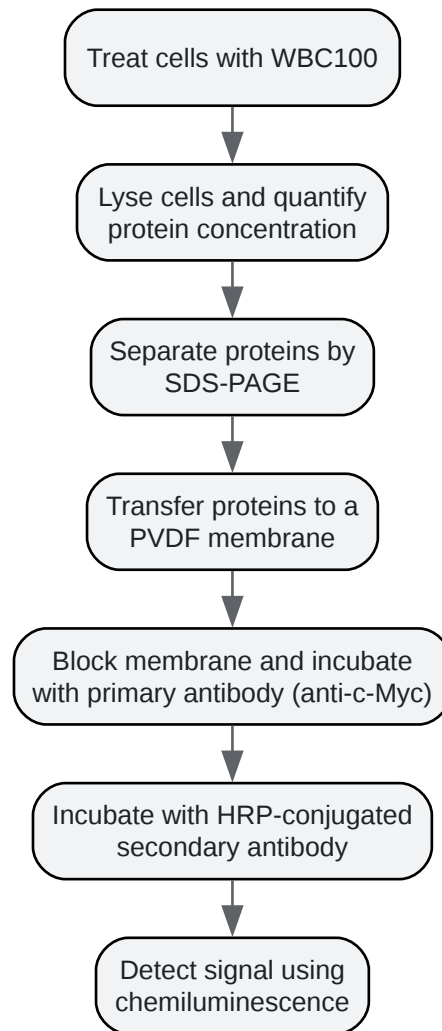 Treat cells with WBC100
Lyse cells and quantify
protein concentration
Separate proteins by
SDS-PAGE
Transfer proteins to a
PVDF membrane
Block membrane and incubate
with primary antibody (anti-c-Myc)
Incubate with HRP-conjugated
secondary antibody
Detect signal using
chemiluminescence